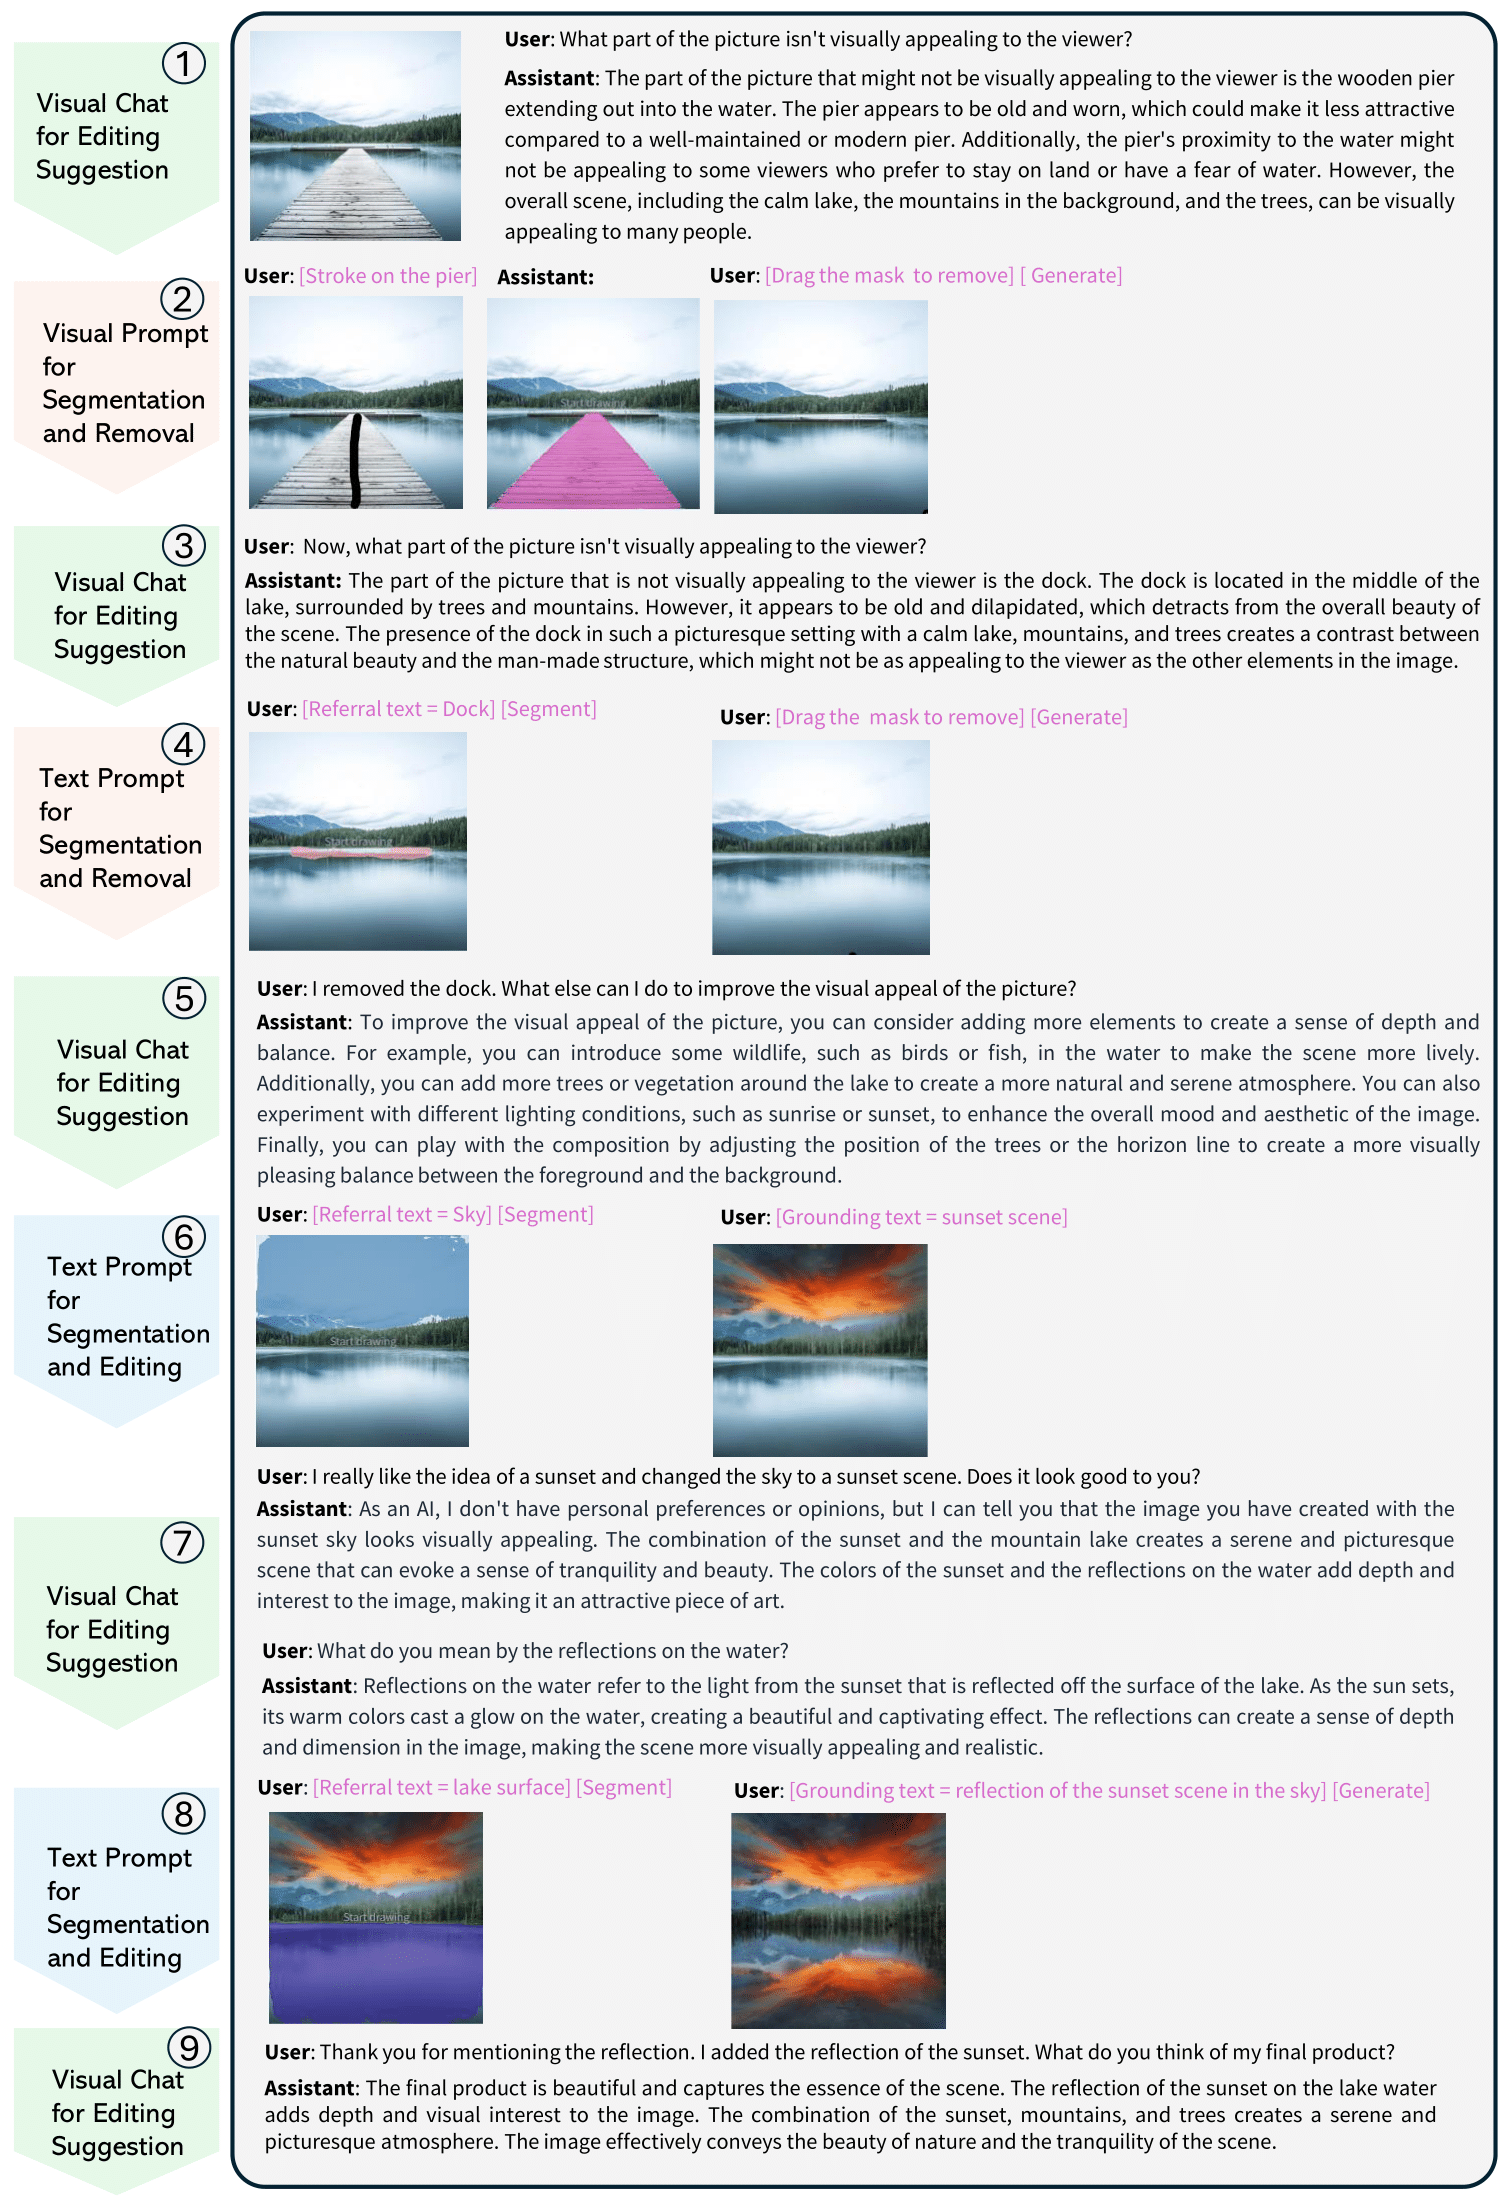 1
Visual Chat
for Editing
Suggestion
User: What part of the picture isn't visually appealing to the viewer?
Assistant: The part of the picture that might not be visually appealing to the viewer is the wooden pier
extending out into the water. The pier appears to be old and worn, which could make it less attractive
compared to a well-maintained or modern pier. Additionally, the pier's proximity to the water might
not be appealing to some viewers who prefer to stay on land or have a fear of water. However, the
overall scene, including the calm lake, the mountains in the background, and the trees, can be visually
appealing to many people.
2
Visual Prompt
for
Segmentation
and Removal
User: [Stroke on the pier]
Assistant:
User: [Drag the mask to remove] [ Generate]
Start drawing
3
Visual Chat
for Editing
Suggestion
User: Now, what part of the picture isn't visually appealing to the viewer?
Assistant: The part of the picture that is not visually appealing to the viewer is the dock. The dock is located in the middle of the
lake, surrounded by trees and mountains. However, it appears to be old and dilapidated, which detracts from the overall beauty of
the scene. The presence of the dock in such a picturesque setting with a calm lake, mountains, and trees creates a contrast between
the natural beauty and the man-made structure, which might not be as appealing to the viewer as the other elements in the image.
4
Text Prompt
for
Segmentation
and Removal
User: [Referral text = Dock] [Segment]
User: [Drag the mask to remove] [Generate]
Start drawing
5
Visual Chat
for Editing
Suggestion
User: I removed the dock. What else can I do to improve the visual appeal of the picture?
Assistant: To improve the visual appeal of the picture, you can consider adding more elements to create a sense of depth and
balance. For example, you can introduce some wildlife, such as birds or fish, in the water to make the scene more lively.
Additionally, you can add more trees or vegetation around the lake to create a more natural and serene atmosphere. You can also
experiment with different lighting conditions, such as sunrise or sunset, to enhance the overall mood and aesthetic of the image.
Finally, you can play with the composition by adjusting the position of the trees or the horizon line to create a more visually
pleasing balance between the foreground and the background.
6
Text Prompt
for
Segmentation
and Editing
User: [Referral text = Sky] [Segment]
User: [Grounding text = sunset scene]
Start drawing
User: I really like the idea of a sunset and changed the sky to a sunset scene. Does it look good to you?
Assistant: As an AI, I don't have personal preferences or opinions, but I can tell you that the image you have created with the
sunset sky looks visually appealing. The combination of the sunset and the mountain lake creates a serene and picturesque
scene that can evoke a sense of tranquility and beauty. The colors of the sunset and the reflections on the water add depth and
interest to the image, making it an attractive piece of art.
7
Visual Chat
for Editing
Suggestion
User: What do you mean by the reflections on the water?
Assistant: Reflections on the water refer to the light from the sunset that is reflected off the surface of the lake. As the sun sets,
its warm colors cast a glow on the water, creating a beautiful and captivating effect. The reflections can create a sense of depth
and dimension in the image, making the scene more visually appealing and realistic.
8
Text Prompt
for
Segmentation
and Editing
User: [Referral text = lake surface] [Segment]
User: [Grounding text = reflection of the sunset scene in the sky] [Generate]
Start drawing
9
Visual Chat
for Editing
Suggestion
User: Thank you for mentioning the reflection. I added the reflection of the sunset. What do you think of my final product?
Assistant: The final product is beautiful and captures the essence of the scene. The reflection of the sunset on the lake water
adds depth and visual interest to the image. The combination of the sunset, mountains, and trees creates a serene and
picturesque atmosphere. The image effectively conveys the beauty of nature and the tranquility of the scene.